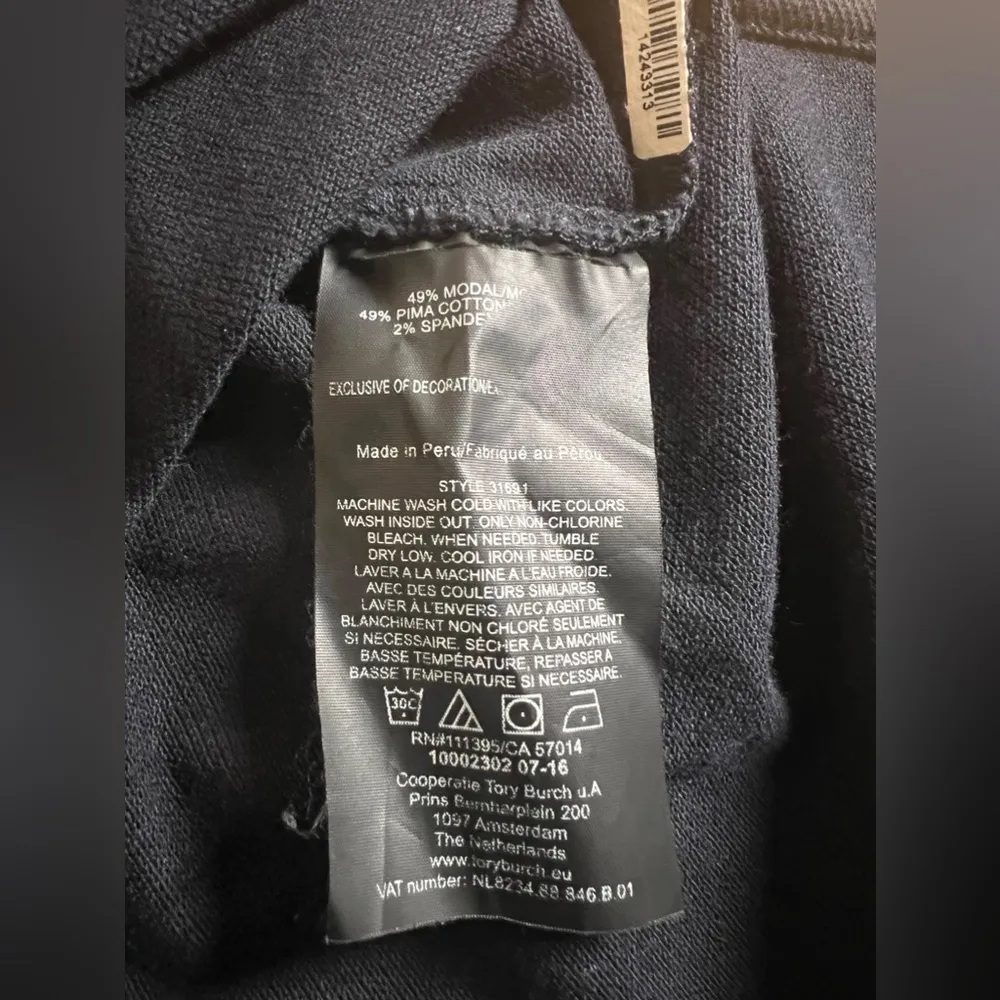 14243313
49% MODAL/MO
49% PIMA COTTON
2% SPANDE
EXCLUSIVE OF DECORATION/EX
Made in Peru/Fabriqué au Pérou
STYLE 31691
MACHINE WASH COLD WITH LIKE COLORS.
WASH INSIDE OUT. ONLY NON-CHLORINE
BLEACH. WHEN NEEDED. TUMBLE
DRY LOW. COOL IRON IF NEEDED
LAVER A LA MACHINE A L'EAU FROIDE.
AVEC DES COULEURS SIMILAIRES.
LAVER À L'ENVERS. AVEC AGENT DE
BLANCHIMENT NON CHLORÉ SEULEMENT
SI NECESSAIRE. SÉCHER À LA MACHINE.
BASSE TEMPÉRATURE, REPASSER A
BASSE TEMPERATURE SI NECESSAIRE.
30C
RN#111395/CA 57014
10002302 07-16
Cooperatie Tory Burch u.A
Prins Bernharplein 200
1097 Amsterdam
The Netherlands
www.toryburch.eu
VAT number: NL8234.88.846.B.01